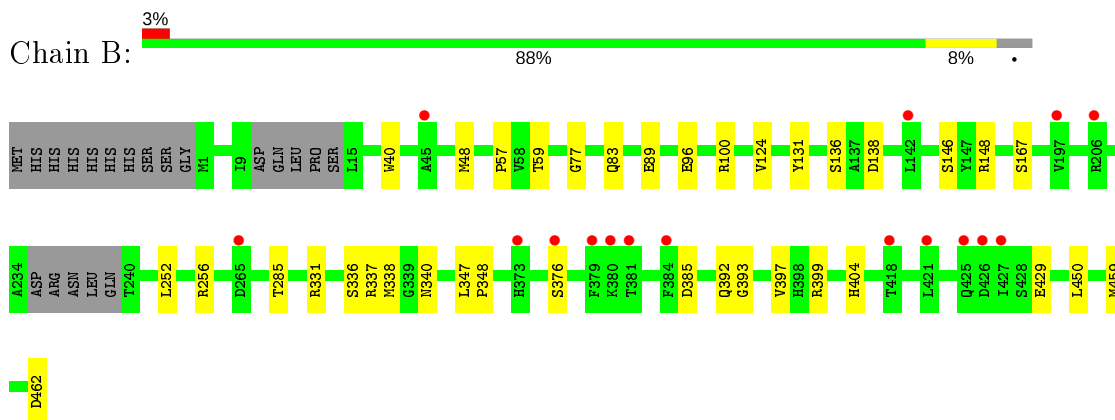 3%
Chain B:
88% 8% •
MET HIS HIS HIS HIS HIS HIS SER SER GLY M1 I9 ASP GLN LEU PRO SER L15 W40 A45 M48 P57 V58 T59 G77 Q83 E89 E96 R100 V124 Y131 S136 A137 D138 L142 S146 Y147 R148 S167 V197 R206
A234 ASP ARG ASN LEU GLN T240 L252 R256 D265 T285 R331 S336 R337 M338 G339 N340 L347 P348 H373 S376 F379 K380 T381 F384 D385 Q392 G393 V397 H398 R399 H404 T418 L421 Q425 D426 I427 S428 E429 L450 M459
D462